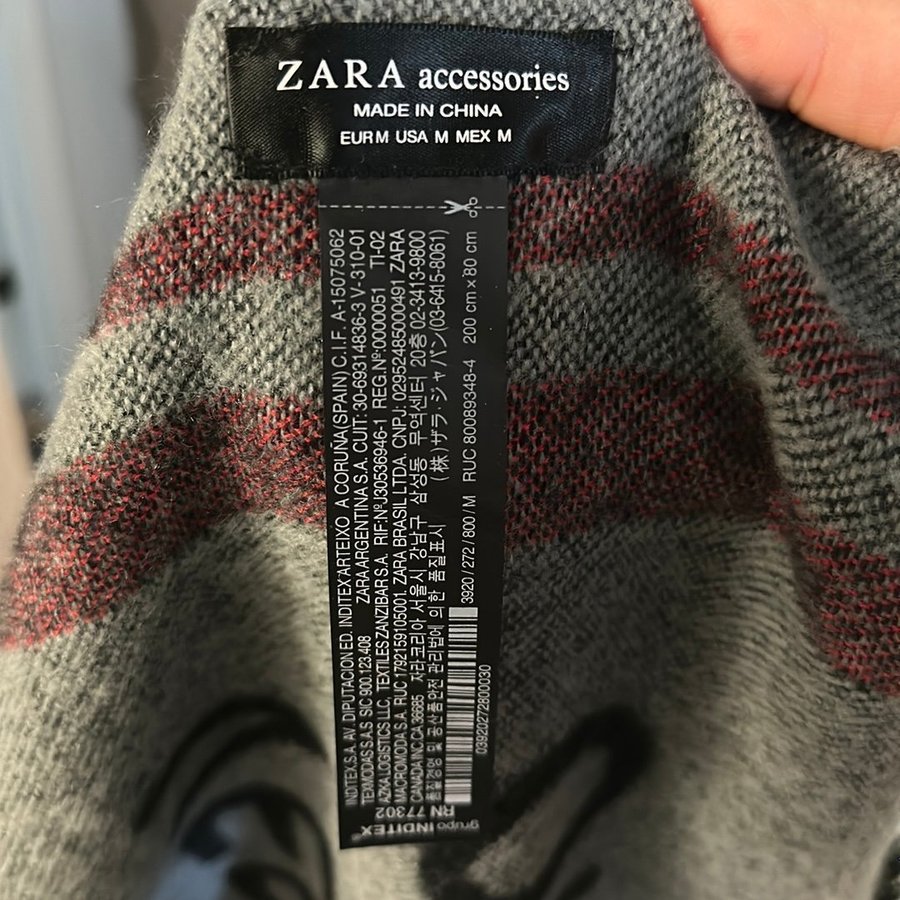 ZARA accessories
MADE IN CHINA
EUR M USA M MEX M
INDITEX,S.A. AV. DIPUTACION ED. INDITEX ARTEIXO A CORUÑA(SPAIN) C.I.F. A-15075062
TEXMODAS S.A.S SIC 900.123.408 ZARA ARGENTINA S.A. CUIT: 30-69314836-3 V-310-01
AZKA LOGISTICS LLC, TEXTILES ZANZIBAR S.A. RIF:NºJ30536946-1 REG.Nº0000051 TI-02
MACROMODA S.A. RUC 1792159105001. ZARA BRASIL LTDA. CNPJ. 02952485000491 ZARA
CANADA INC CA 36685 자라코리아 서울시 강남구 삼성동 무역센터 20층 02-3413-9800
품질경영 및 공산품안전 관리법에 의한 품질표시 (株)ザラ・ジャパン/(03-6415-8061)
3920/272/800/M RUC 80089348-4 200 cm×80 cm
03920272800030
RN 77302
grupo INDITEX®